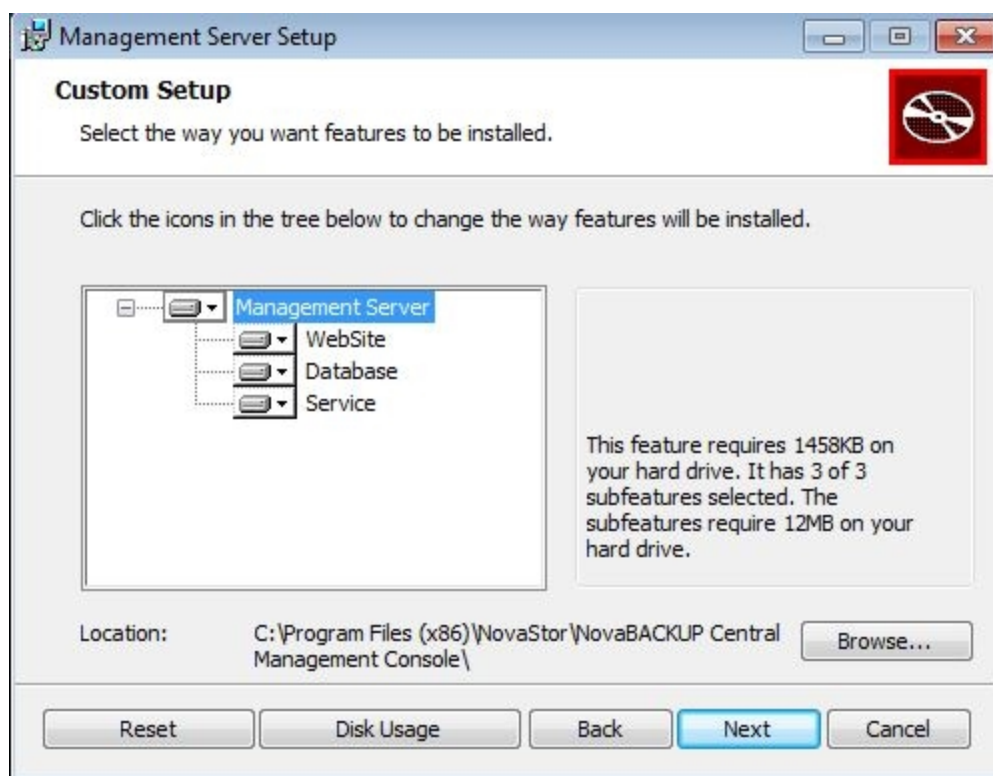 Management Server Setup
Custom Setup
Select the way you want features to be installed.
Click the icons in the tree below to change the way features will be installed.
Management Server
WebSite
Database
Service
This feature requires 1458KB on
your hard drive. It has 3 of 3
subfeatures selected. The
subfeatures require 12MB on your
hard drive.
Location:
C:\Program Files (x86)\NovaStor\NovaBACKUP Central
Management Console\
Browse...
Reset
Disk Usage
Back
Next
Cancel